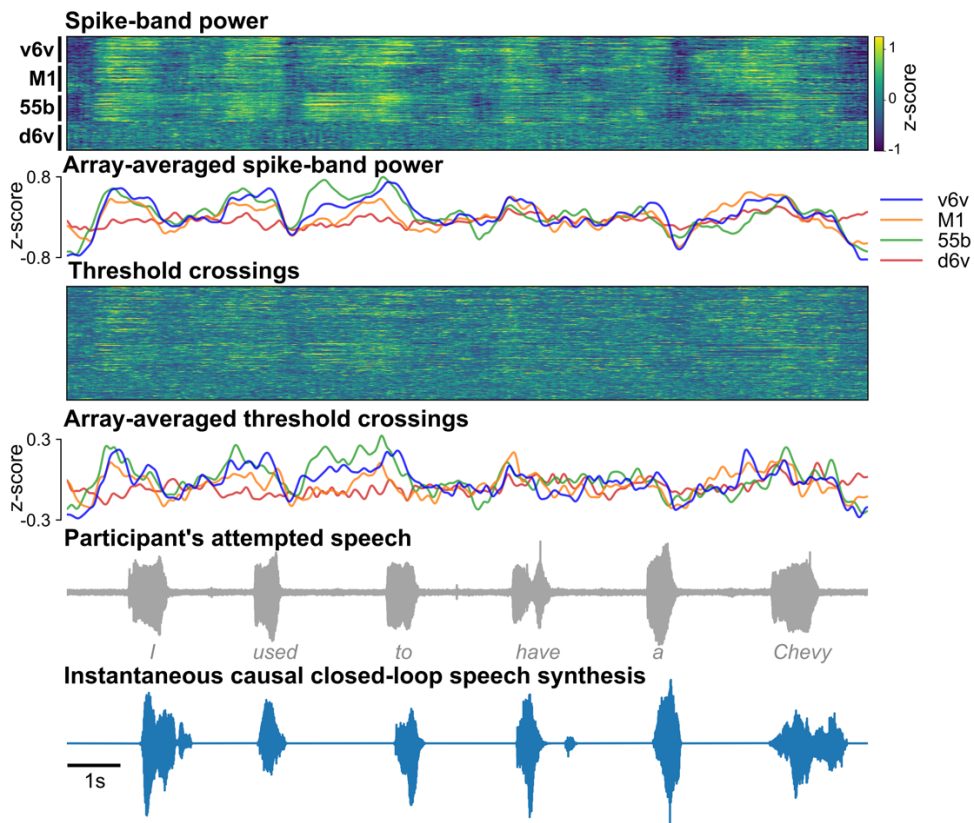 Spike-band power
v6v
M1
55b
d6v
1
0
-1
z-score
Array-averaged spike-band power
0.8
z-score
-0.8
v6v
M1
55b
d6v
Threshold crossings
Array-averaged threshold crossings
0.3
z-score
-0.3
Participant's attempted speech
I used to have a Chevy
Instantaneous causal closed-loop speech synthesis
1s